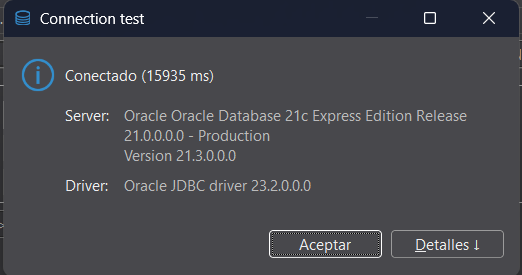 Connection test
Conectado (15935 ms)
Server: Oracle Oracle Database 21c Express Edition Release
21.0.0.0.0 - Production
Version 21.3.0.0.0
Driver: Oracle JDBC driver 23.2.0.0.0
Aceptar
Detalles ↓